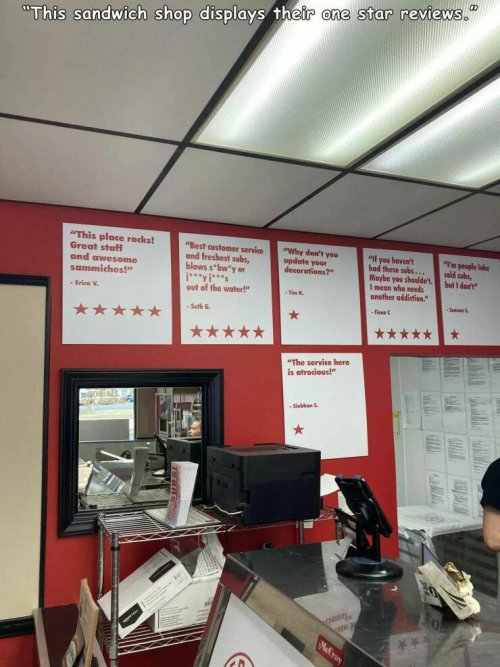 "This sandwich shop displays their one star reviews."
"This place rocks!
Great staff
and awesome
sammiches!"
- Erica V.
"Best customer service
and freshest subs,
blows s*bw*y or
j***y j***s
out of the water!"
- Seth G.
"Why don't you
update your
decorations?"
- Tim R.
"If you haven't
had these subs...
Maybe you shouldn't.
I mean who needs
another addiction."
- Fiona C
"I'm people
cold subs,
but I don't"
"The service here
is atrocious!"
- Siobhan S.
SUBS